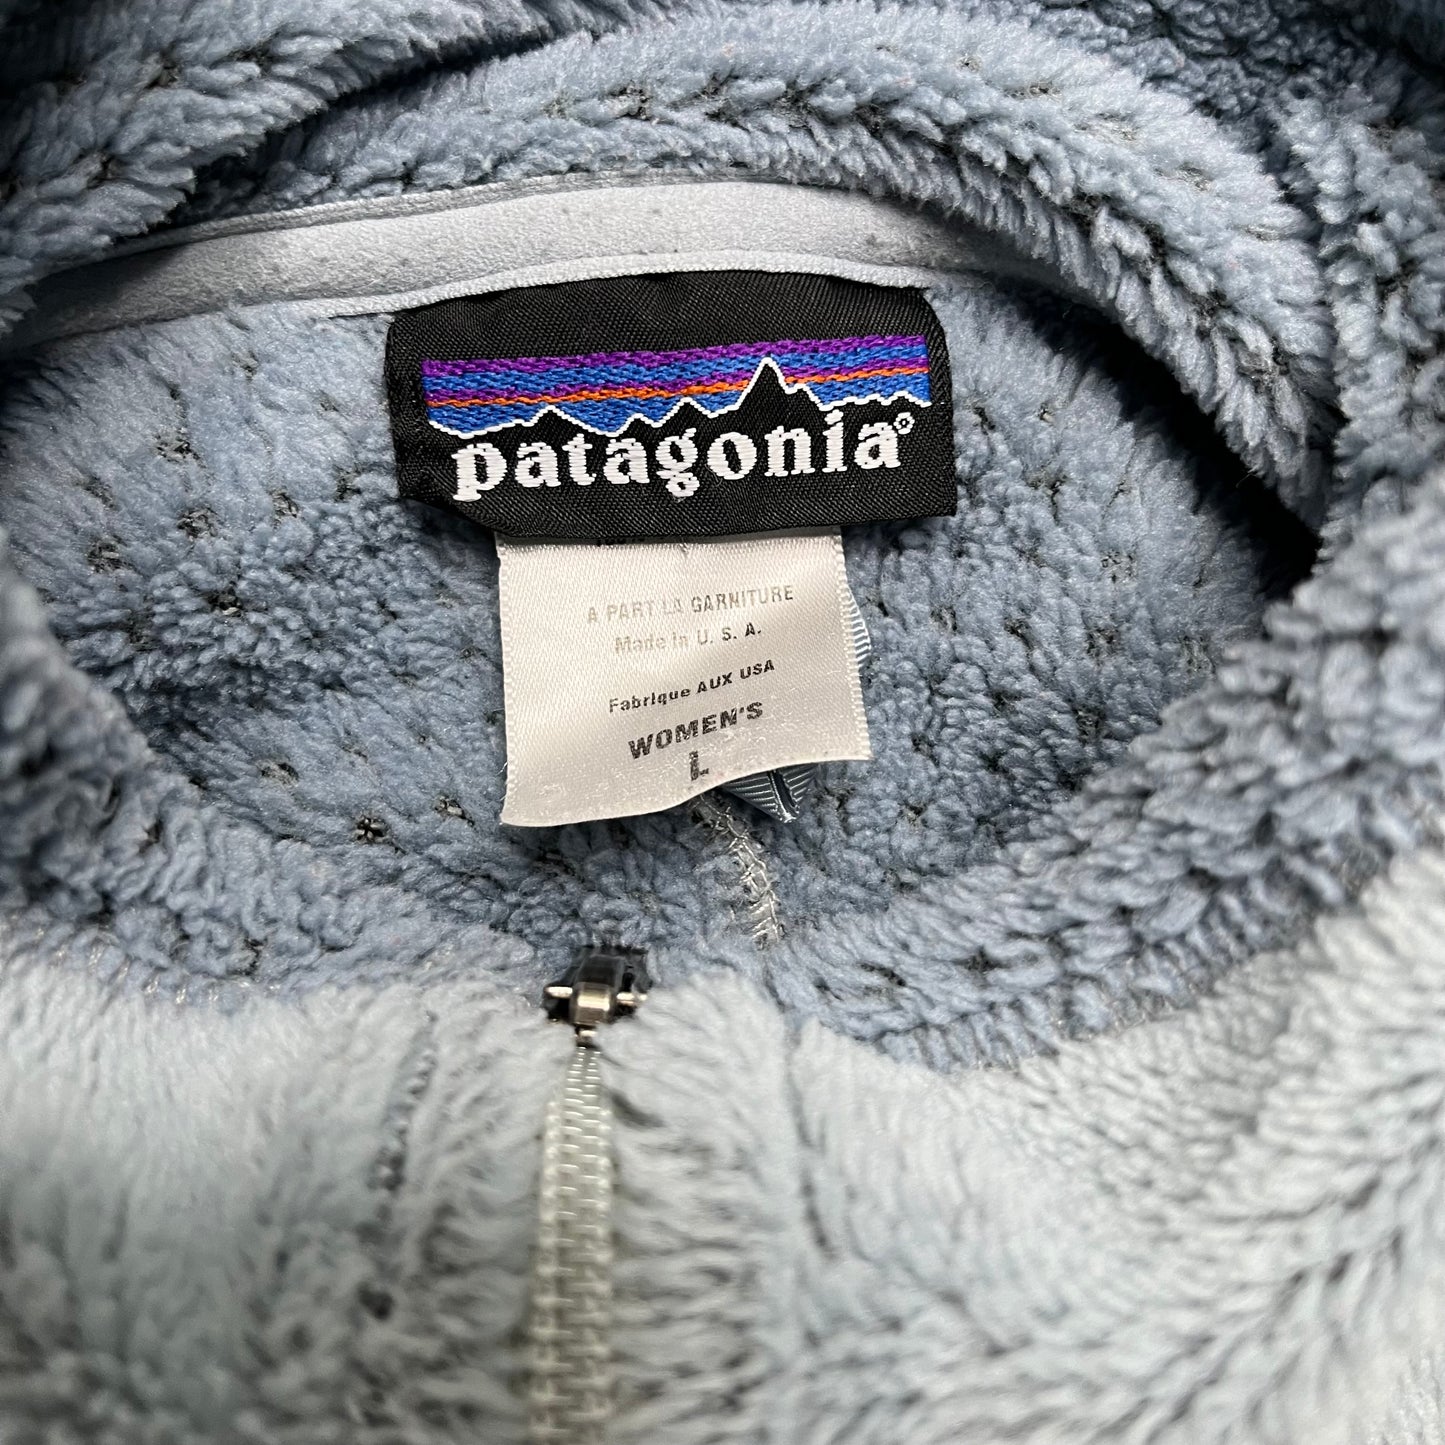 patagonia®
A PART LA GARNITURE
Made in U. S. A.
Fabrique AUX USA
WOMEN'S
L